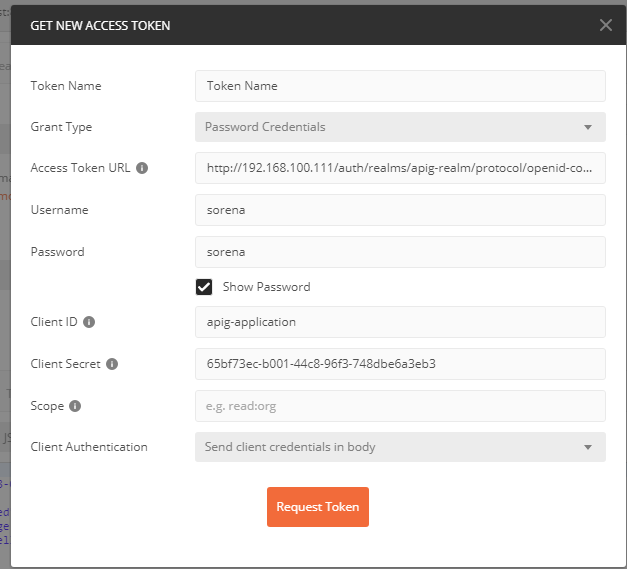 GET NEW ACCESS TOKEN
Token Name Token Name
Grant Type Password Credentials
Access Token URL http://192.168.100.111/auth/realms/apig-realm/protocol/openid-co...
Username sorena
Password sorena
Show Password
Client ID apig-application
Client Secret 65bf73ec-b001-44c8-96f3-748dbe6a3eb3
Scope e.g. read:org
Client Authentication Send client credentials in body
Request Token